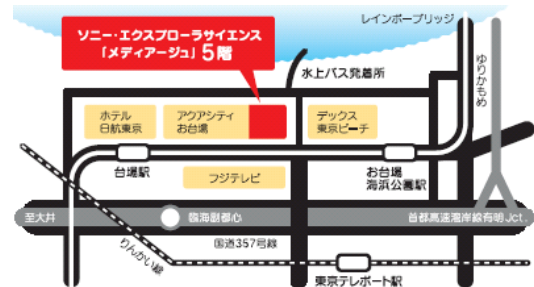 レインボーブリッジ
ソニー・エクスプローラサイエンス
「メディアージュ」5階
ゆりかもめ
水上バス発着所
ホテル
日航東京
アクアシティ
お台場
デックス
東京ビーチ
台場駅
お台場
海浜公園駅
フジテレビ
至大井
臨海副都心
首都高速湾岸線有明Jct.
りんかい線
国道357号線
東京テレポート駅